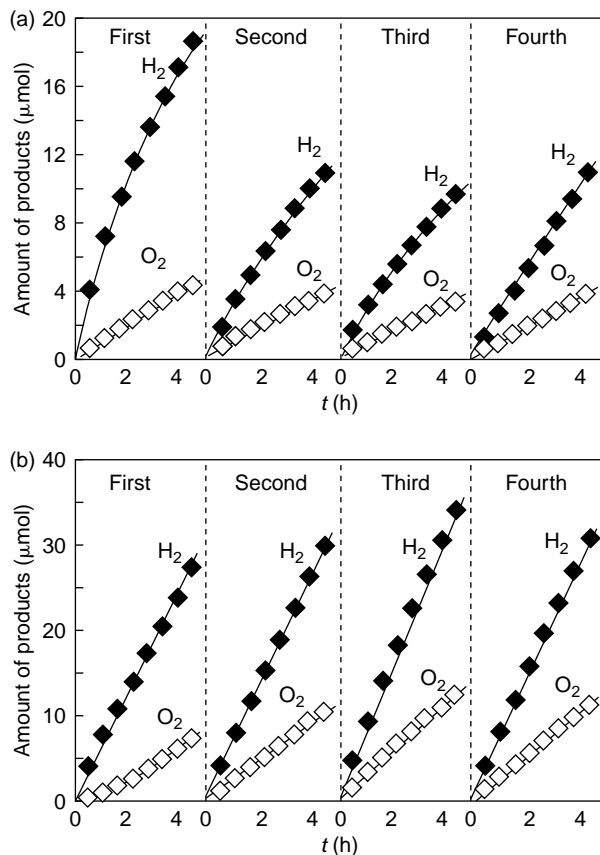 (a)
20
16
12
8
4
0
Amount of products (μmol)
First Second Third Fourth
H2 H2 H2 H2
O2 O2 O2 O2
0 2 4 0 2 4 0 2 4 0 2 4
t (h)
(b)
40
30
20
10
0
Amount of products (μmol)
First Second Third Fourth
H2 H2 H2 H2
O2 O2 O2 O2
0 2 4 0 2 4 0 2 4 0 2 4
t (h)